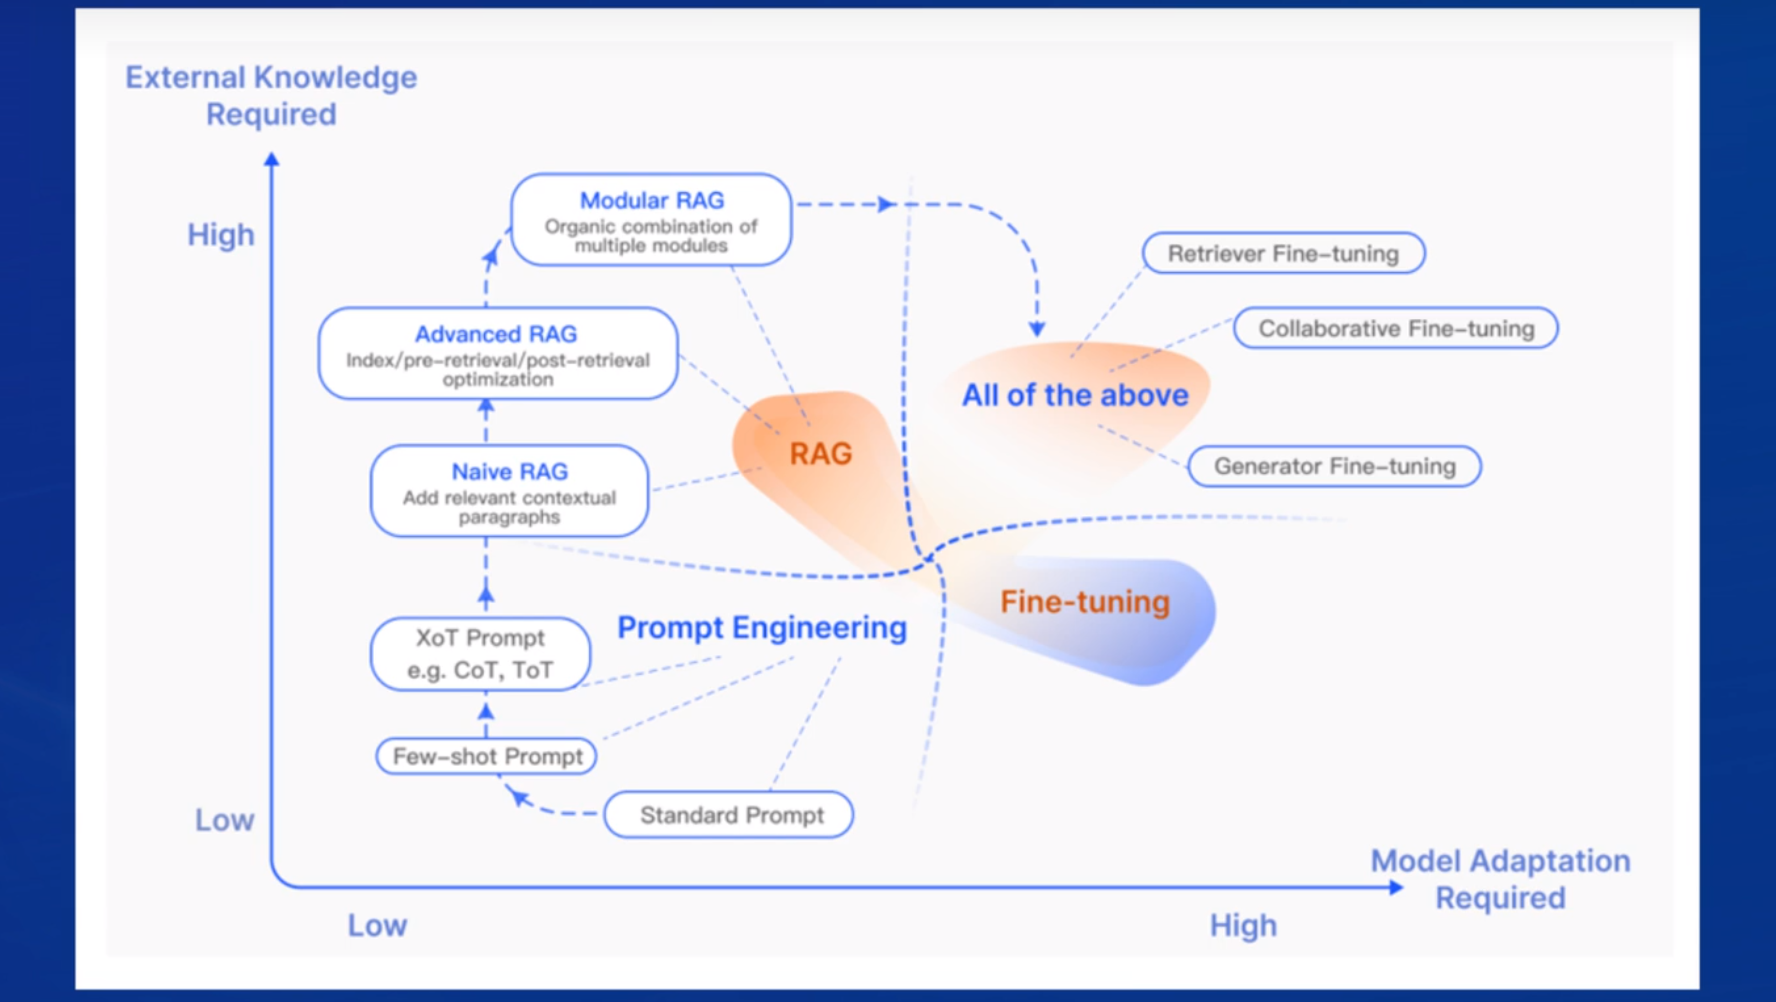 External Knowledge
Required
High
Modular RAG
Organic combination of
multiple modules
Retriever Fine-tuning
Advanced RAG
Index/pre-retrieval/post-retrieval
optimization
Collaborative Fine-tuning
All of the above
RAG
Generator Fine-tuning
Naive RAG
Add relevant contextual
paragraphs
Fine-tuning
Prompt Engineering
XoT Prompt
e.g. CoT, ToT
Few-shot Prompt
Standard Prompt
Low
Model Adaptation
Required
Low
High